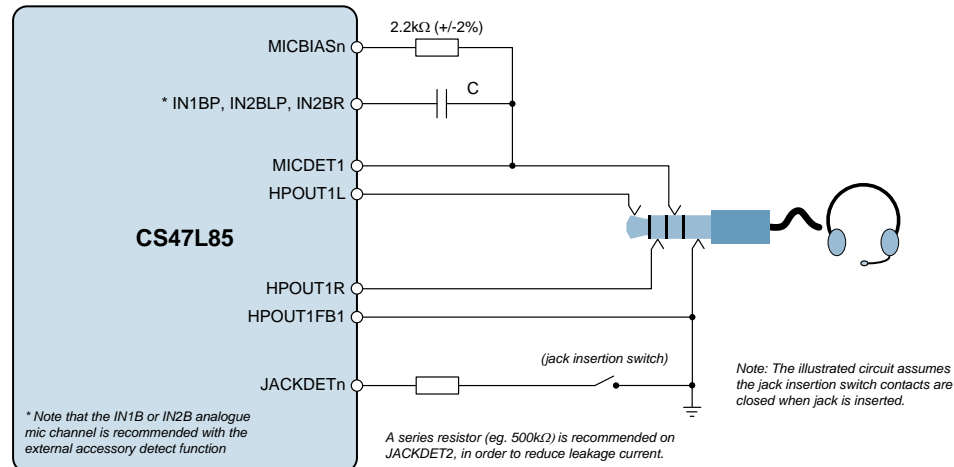 2.2kΩ (+/-2%)
MICBIASn
C
* IN1BP, IN2BLP, IN2BR
MICDET1
HPOUT1L
CS47L85
HPOUT1R
HPOUT1FB1
(jack insertion switch)
JACKDETn
Note: The illustrated circuit assumes
the jack insertion switch contacts are
closed when jack is inserted.
* Note that the IN1B or IN2B analogue
mic channel is recommended with the
external accessory detect function
A series resistor (eg. 500kΩ) is recommended on
JACKDET2, in order to reduce leakage current.